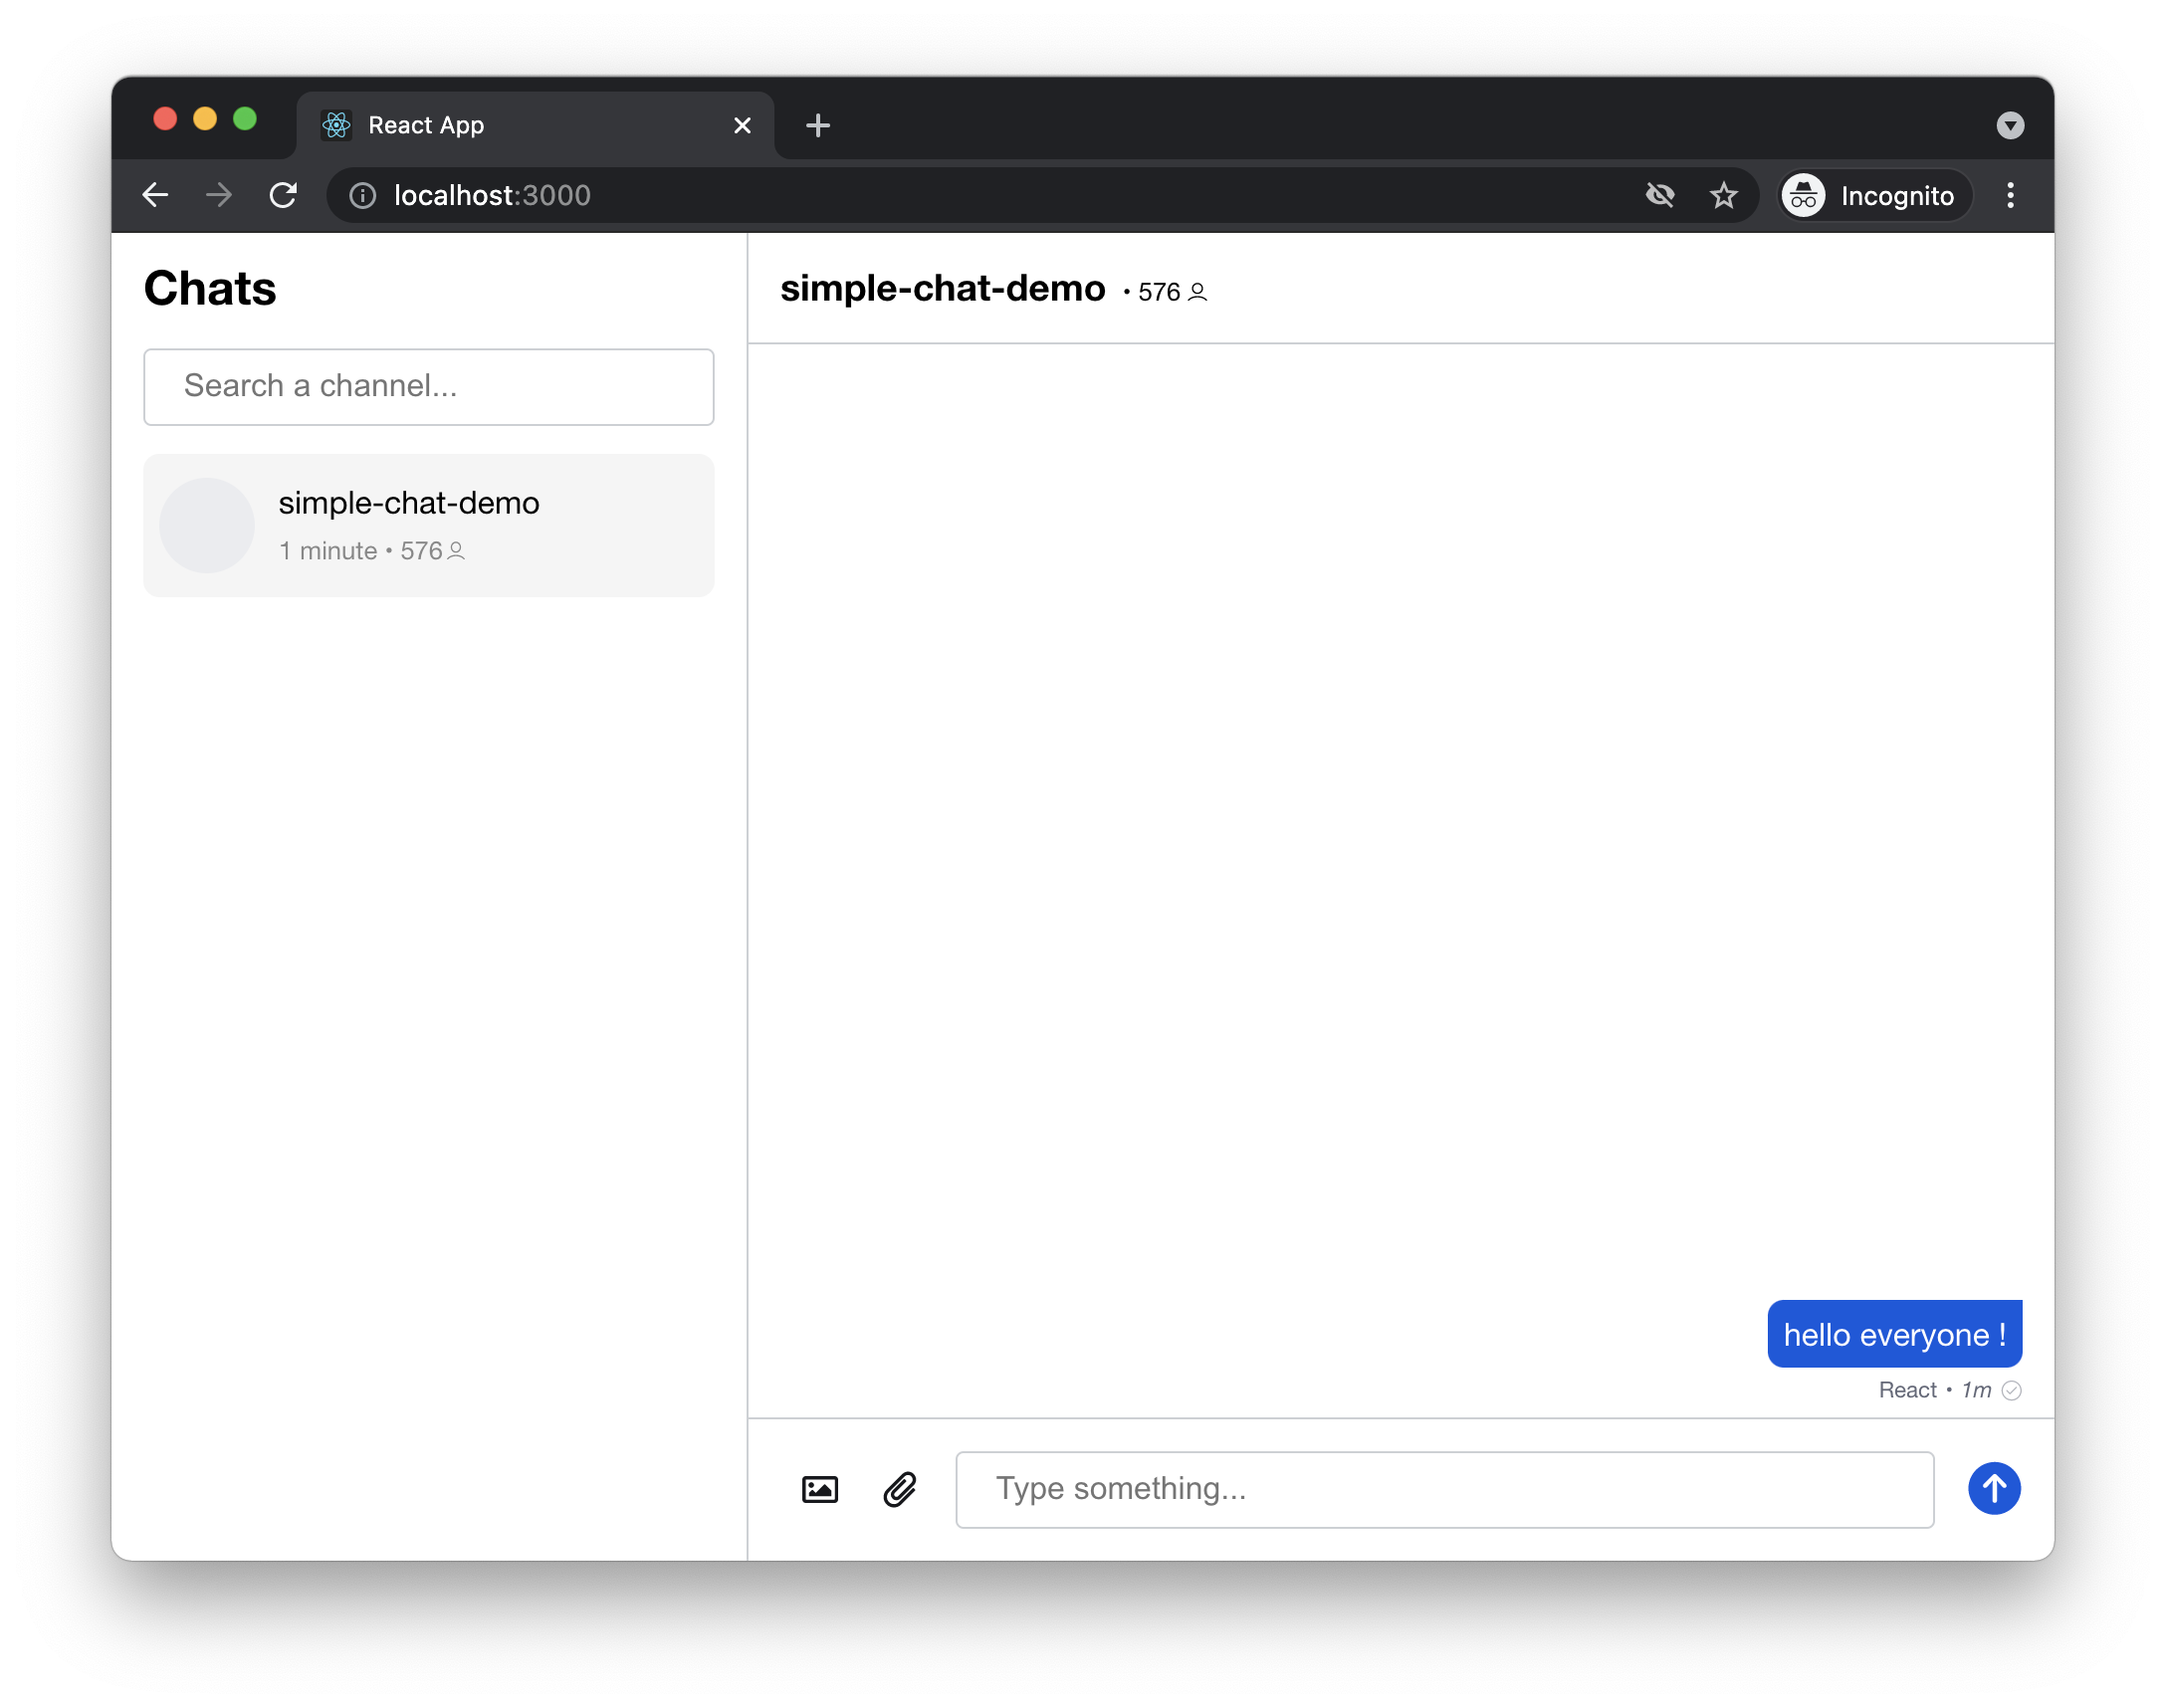 React App
localhost:3000
Incognito
Chats
Search a channel...
simple-chat-demo
1 minute • 576
simple-chat-demo • 576
hello everyone !
React • 1m
Type something...